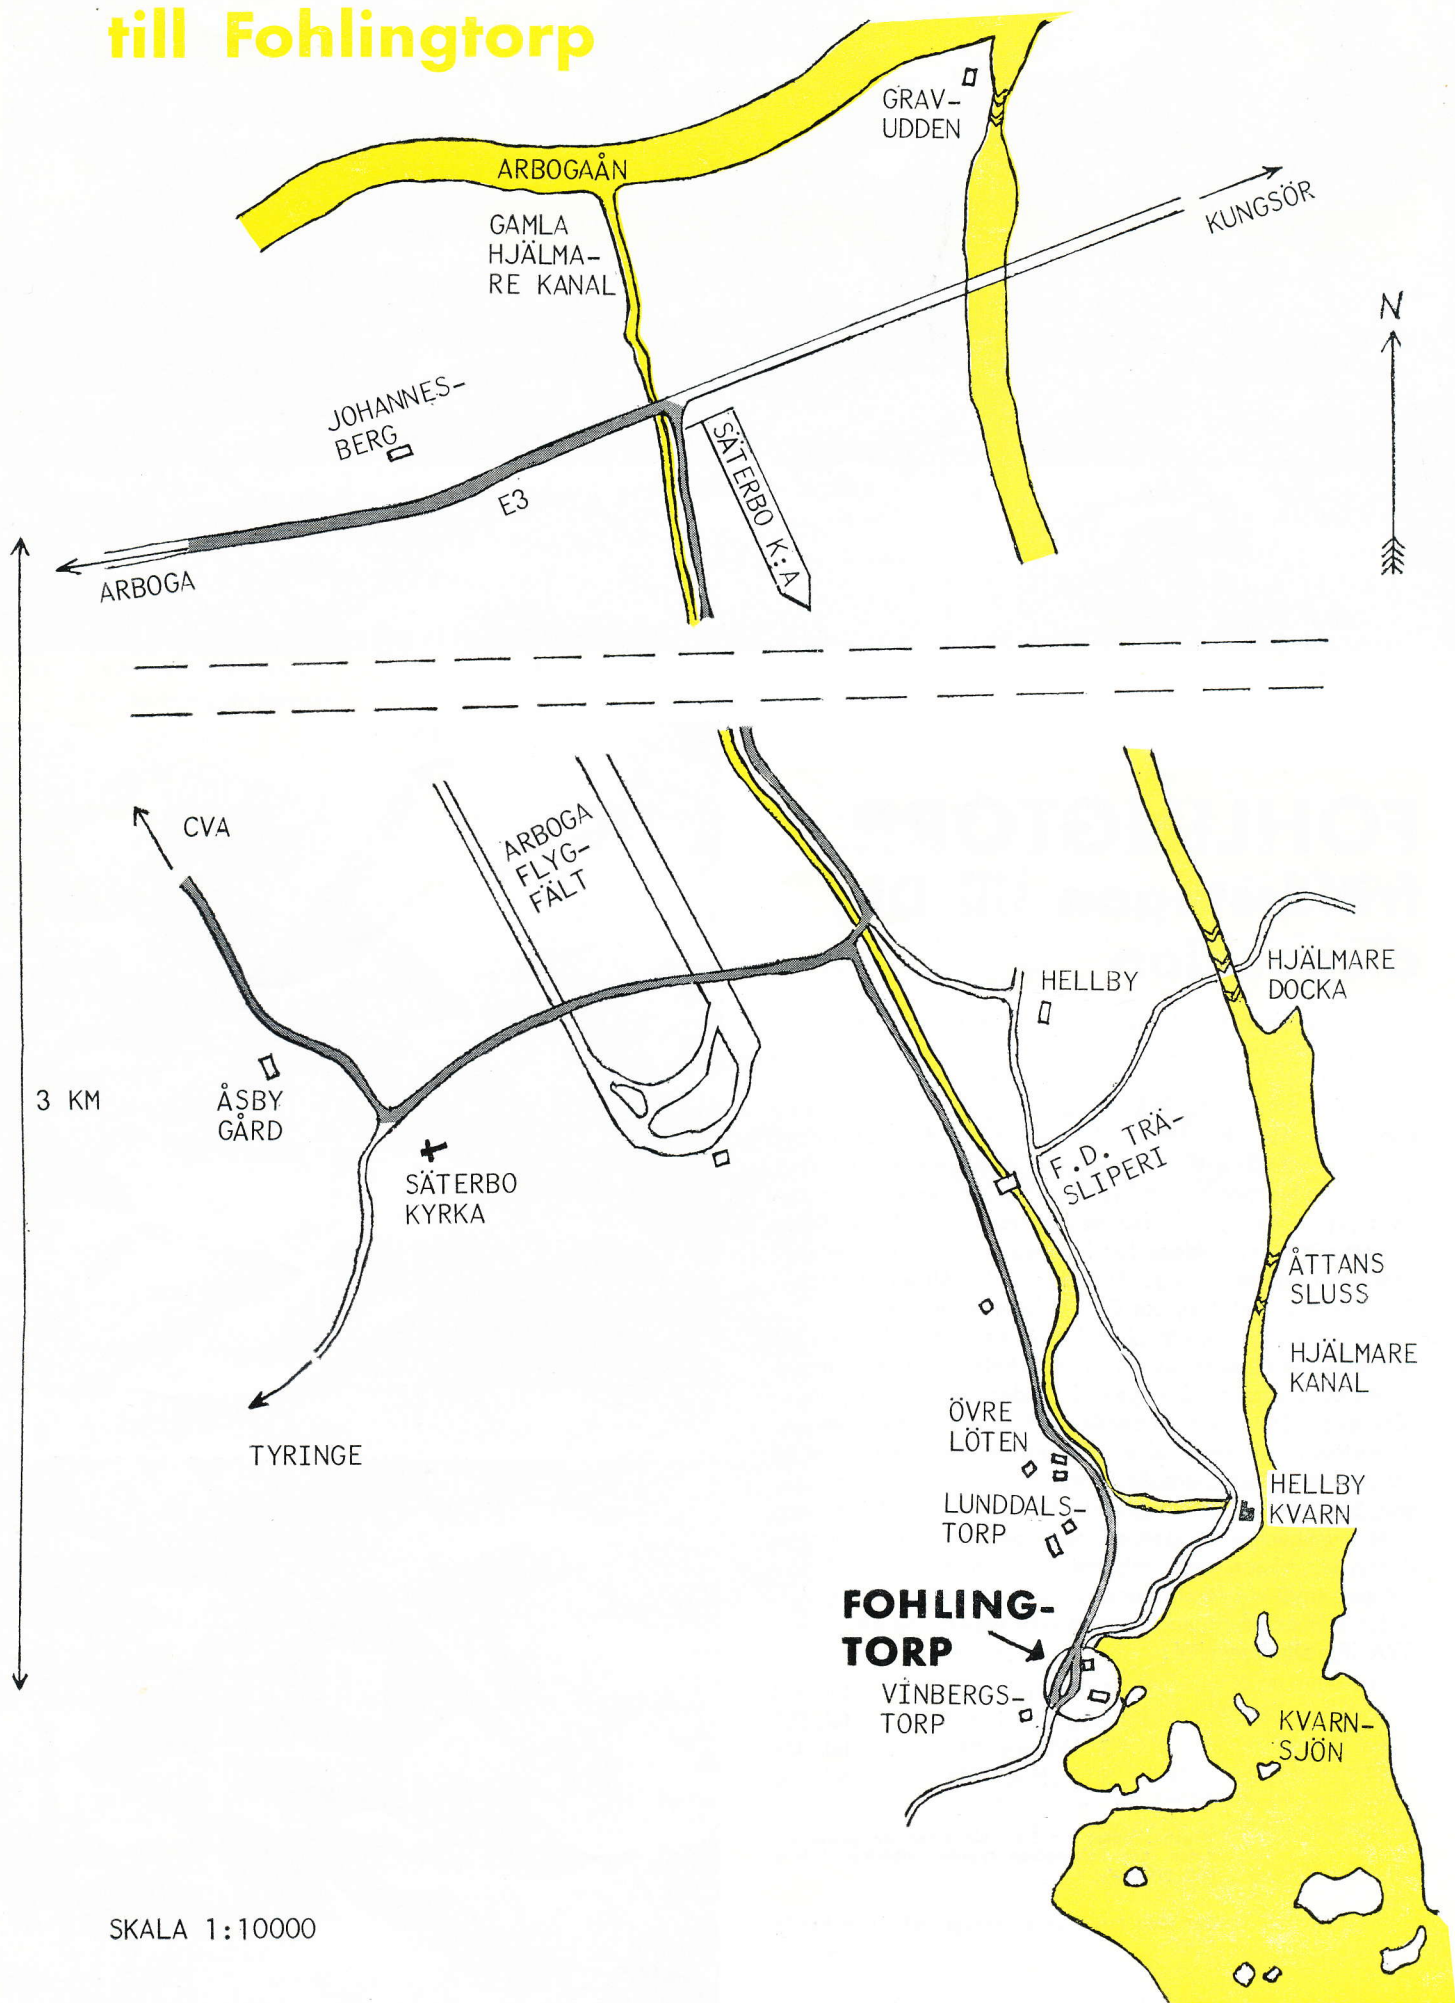 till Fohlingtorp
GRAV-
UDDEN
ARBOGAÅN
KUNGSÖR
GAMLA
HJÄLMA-
RE KANAL
N
JOHANNES-
BERG
E3
SÄTERBO K:A
ARBOGA
CVA
ARBOGA
FLYG-
FÄLT
HELLBY
HJÄLMARE
DOCKA
3 KM
ÅSBY
GÅRD
F.D. TRÄ-
SLIPERI
SÄTERBO
KYRKA
ÅTTANS
SLUSS
HJÄLMARE
KANAL
ÖVRE
LÖTEN
TYRINGE
HELLBY
KVARN
LUNDDALS-
TORP
FOHLING-
TORP
VINBERGS-
TORP
KVARN-
SJÖN
SKALA 1:10000